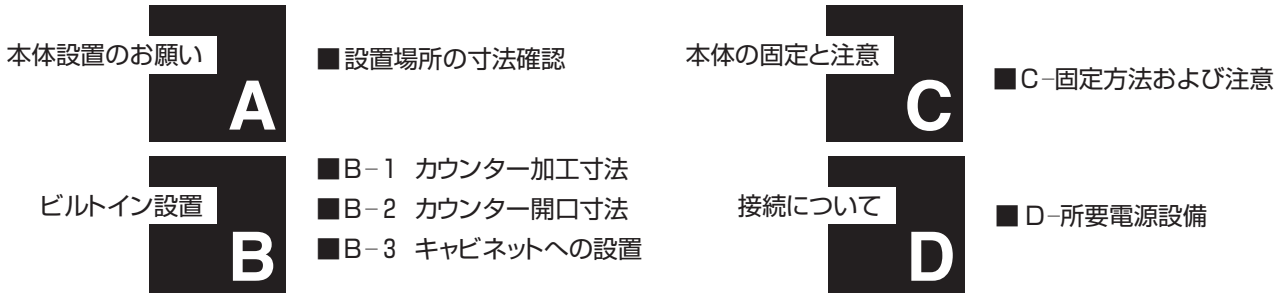 本体設置のお願い
A
■設置場所の寸法確認
ビルトイン設置
B
■B−1 カウンター加工寸法
■B−2 カウンター開口寸法
■B−3 キャビネットへの設置
本体の固定と注意
C
■C−固定方法および注意
接続について
D
■D−所要電源設備